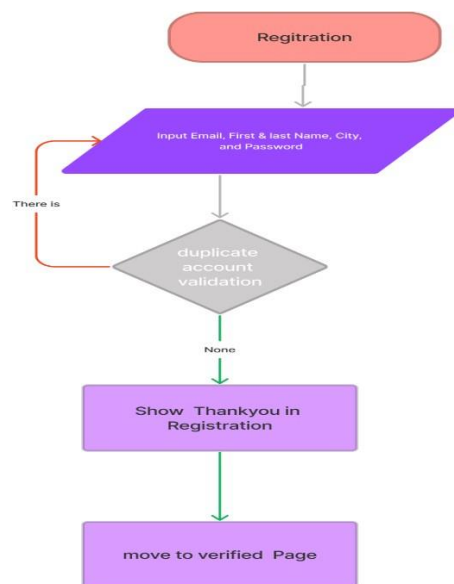 Regitration
Input Email, First & last Name, City,
and Password
There is
duplicate
account
validation
None
Show Thankyou in
Registration
move to verified Page